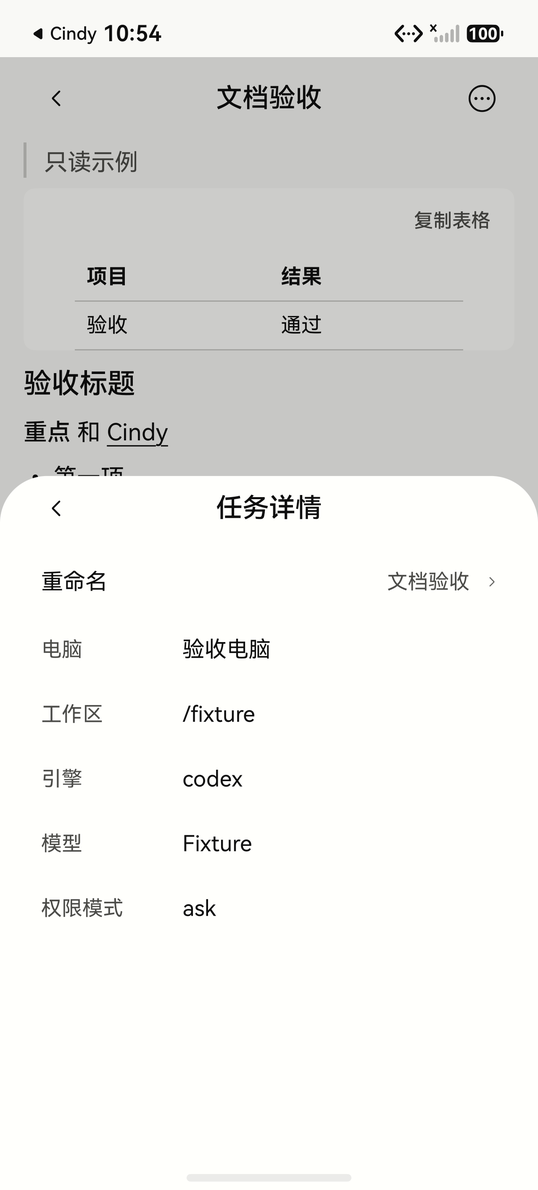 Cindy 10:54 100
文档验收
只读示例
复制表格
项目 结果
验收 通过
验收标题
重点 和 Cindy
• 第一项
任务详情
重命名 文档验收
电脑 验收电脑
工作区 /fixture
引擎 codex
模型 Fixture
权限模式 ask